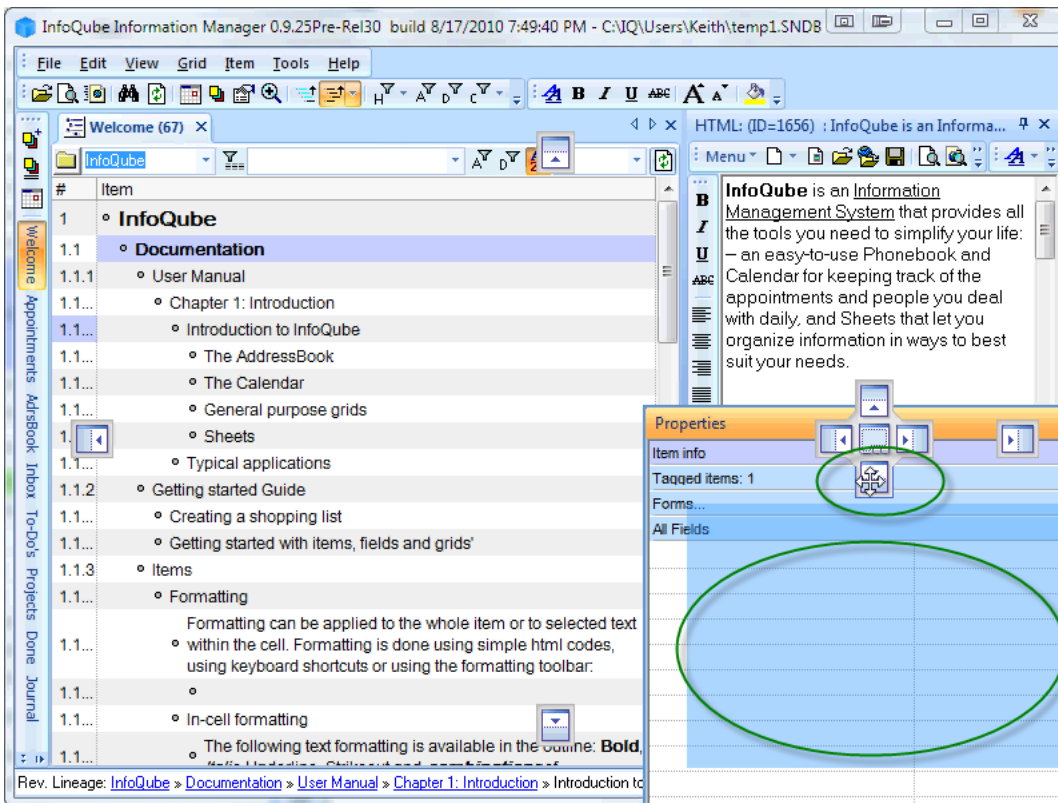 InfoQube Information Manager 0.9.25Pre-Rel30 build 8/17/2010 7:49:40 PM - C:\IQ\Users\Keith\temp1.SNDB
File Edit View Grid Item Tools Help
B I U ABC A A
Welcome (67)
InfoQube
# Item
1 InfoQube
1.1 Documentation
1.1.1 User Manual
1.1... Chapter 1: Introduction
1.1... Introduction to InfoQube
1.1... The AddressBook
1.1... The Calendar
1.1... General purpose grids
1. Sheets
1.1... Typical applications
1.1.2 Getting started Guide
1.1... Creating a shopping list
1.1... Getting started with items, fields and grids'
1.1.3 Items
1.1... Formatting
1.1... Formatting can be applied to the whole item or to selected text
within the cell. Formatting is done using simple html codes,
using keyboard shortcuts or using the formatting toolbar:
1.1...
1.1... In-cell formatting
1.1... The following text formatting is available in the outline: Bold,
Welcome
Appointments
AdrsBook
Inbox
To-Do's
Projects
Done
Journal
Rev. Lineage: InfoQube » Documentation » User Manual » Chapter 1: Introduction » Introduction to
HTML: (ID=1656) : InfoQube is an Informa...
Menu
B
I
U
ABC
InfoQube is an Information
Management System that provides all
the tools you need to simplify your life:
– an easy-to-use Phonebook and
Calendar for keeping track of the
appointments and people you deal
with daily, and Sheets that let you
organize information in ways to best
suit your needs.
Properties
Item info
Tagged items: 1
Forms...
All Fields